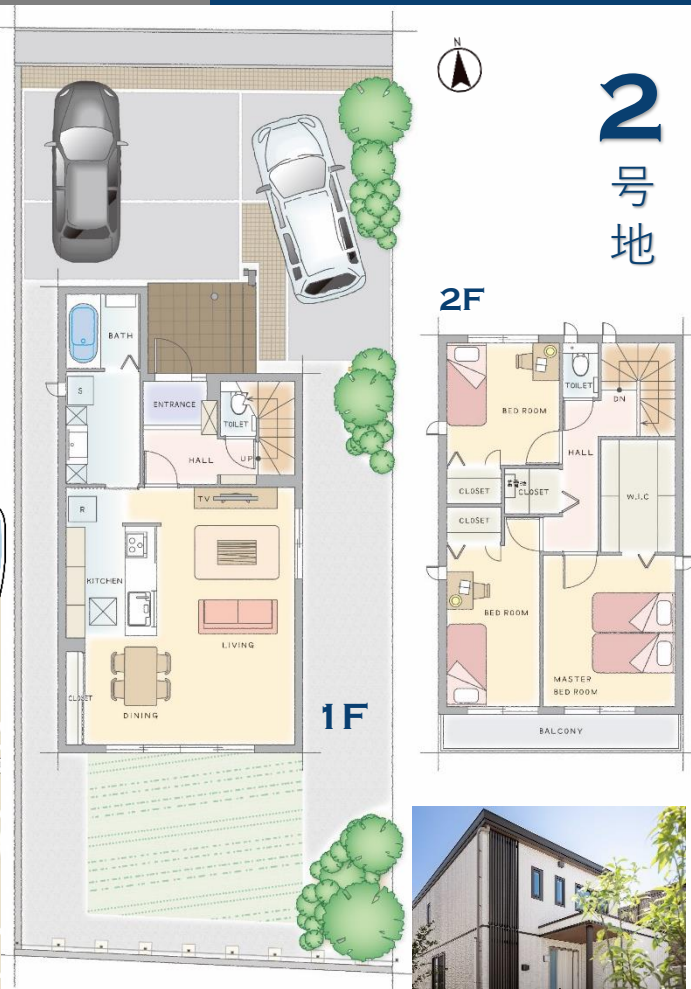 N
2
号
地
2F
BATH
S
ENTRANCE
TOILET
HALL
UP
R
TV
KITCHEN
LIVING
CLOSET
DINING
1F
BED ROOM
TOILET
DN
HALL
CLOSET
CLOSET
W.I.C
CLOSET
BED ROOM
MASTER
BED ROOM
BALCONY